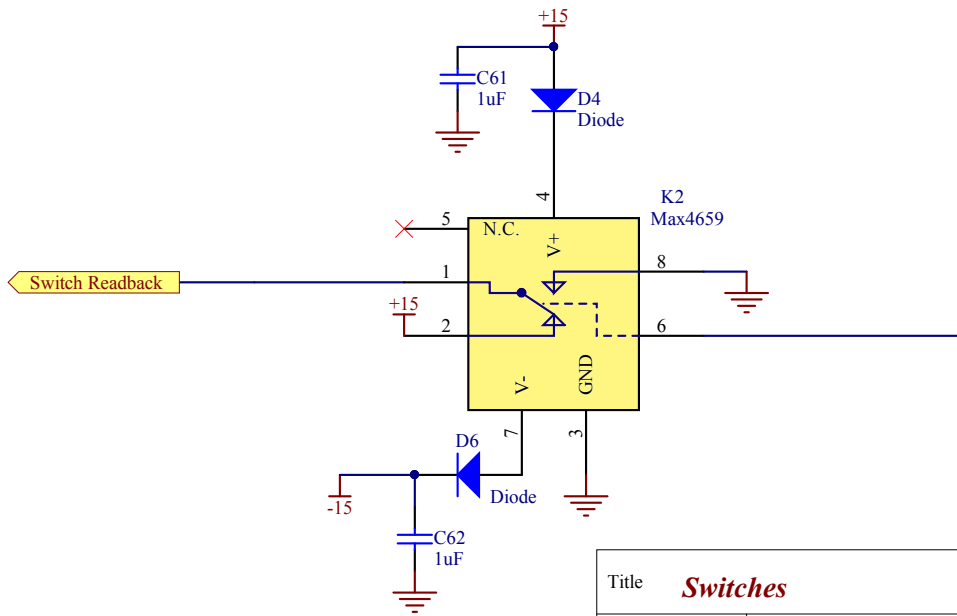 +15
C61
1uF
D4
Diode
4
K2
Max4659
5
N.C.
V+
8
1
Switch Readback
+15
2
6
V-
GND
7
3
D6
Diode
-15
C62
1uF
Title Switches